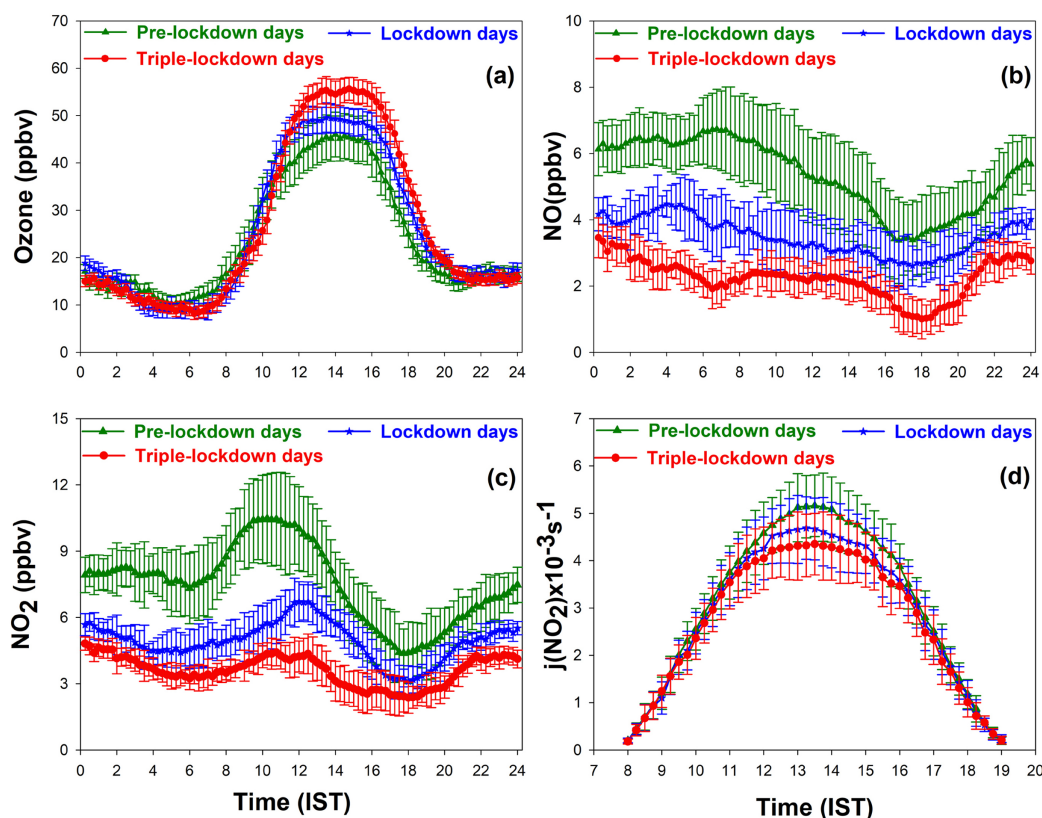 Pre-lockdown days Lockdown days
Triple-lockdown days
(a)
Ozone (ppbv)
70
60
50
40
30
20
10
0
0 2 4 6 8 10 12 14 16 18 20 22 24
Pre-lockdown days Lockdown days
Triple-lockdown days
(b)
NO(ppbv)
10
8
6
4
2
0
0 2 4 6 8 10 12 14 16 18 20 22 24
Pre-lockdown days Lockdown days
Triple-lockdown days
(c)
NO2 (ppbv)
15
12
9
6
3
0
0 2 4 6 8 10 12 14 16 18 20 22 24
Time (IST)
Pre-lockdown days Lockdown days
Triple-lockdown days
(d)
j(NO2)x10-3s-1
7
6
5
4
3
2
1
0
7 8 9 10 11 12 13 14 15 16 17 18 19 20
Time (IST)